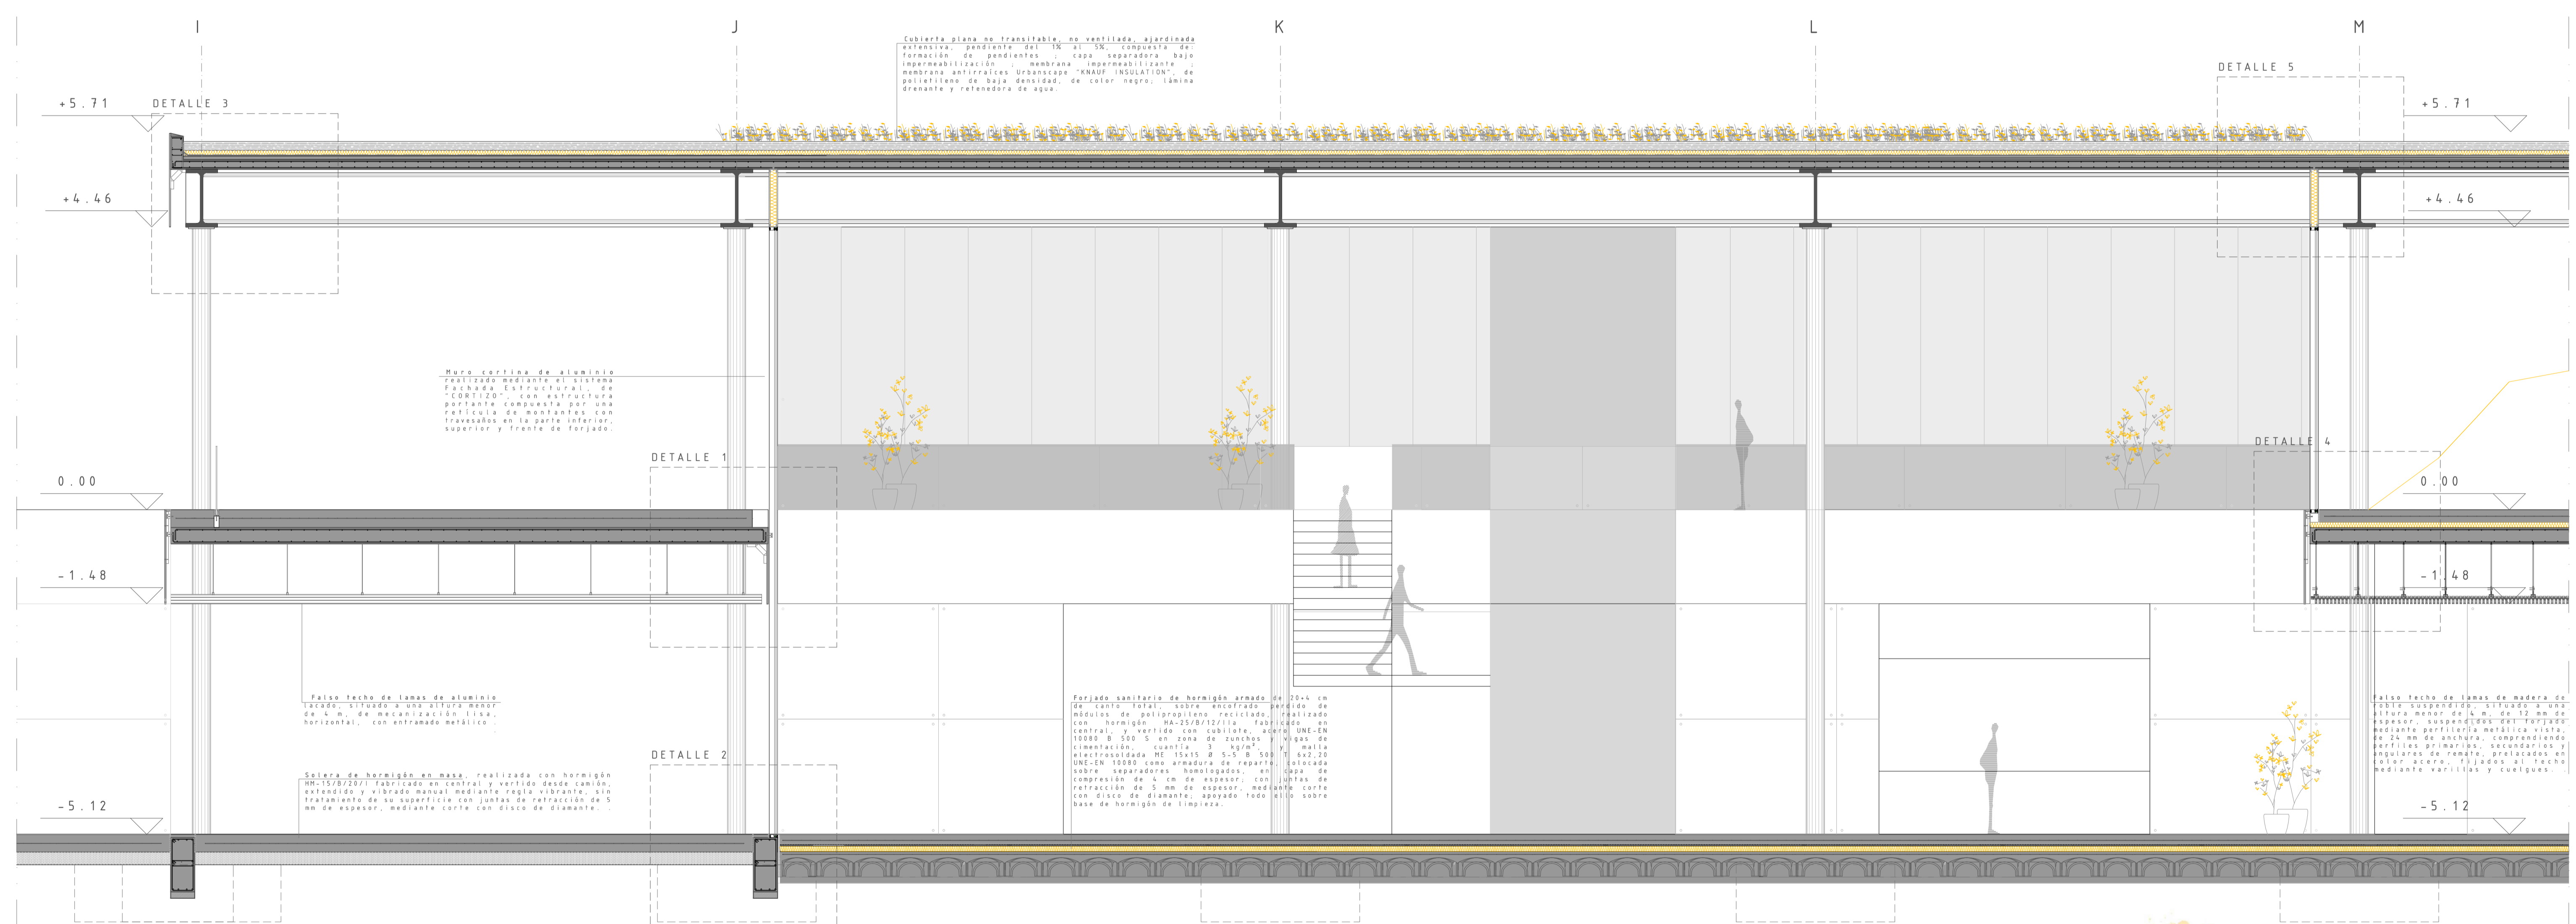 I
J
K
L
M
Cubierta plana no transitable, no ventilada, ajardinada
extensiva, pendiente del 1% al 5%, compuesta de:
formación de pendientes ; capa separadora bajo
impermeabilización ; membrana impermeabilizante ;
membrana antirraíces Urbanscape "KNAUF INSULATION", de
polietileno de baja densidad, de color negro; lámina
drenante y retenedora de agua.
DETALLE 5
+5.71
DETALLE 3
+5.71
+4.46
+4.46
Muro cortina de aluminio
realizado mediante el sistema
Fachada Estructural, de
"CORTIZO", con estructura
portante compuesta por una
retícula de montantes con
travesaños en la parte inferior,
superior y frente de forjado.
DETALLE 4
DETALLE 1
0.00
0.00
-1.48
-1.48
Falso techo de lamas de aluminio
lacado, situado a una altura menor
de 4 m, de mecanización lisa,
horizontal, con entramado metálico .
Forjado sanitario de hormigón armado de 20+4 cm
de canto total, sobre encofrado perdido de
módulos de polipropileno reciclado, realizado
con hormigón HA-25/B/12/IIa fabricado en
central, y vertido con cubilote, acero UNE-EN
10080 B 500 S en zona de zunchos y vigas de
cimentación, cuantía 3 kg/m², y malla
electrosoldada ME 15x15 Ø 5-5 B 500 T 6x2,20
UNE-EN 10080 como armadura de reparto, colocada
sobre separadores homologados, en capa de
compresión de 4 cm de espesor; con juntas de
retracción de 5 mm de espesor, mediante corte
con disco de diamante; apoyado todo ello sobre
base de hormigón de limpieza.
Falso techo de lamas de madera de
roble suspendido, situado a una
altura menor de 4 m, de 12 mm de
espesor, suspendidos del forjado
mediante perfilería metálica vista,
de 24 mm de anchura, comprendiendo
perfiles primarios, secundarios y
angulares de remate, prelacados en
color acero, fijados al techo
mediante varillas y cuelgues. .
DETALLE 2
Solera de hormigón en masa, realizada con hormigón
HM-15/B/20/I fabricado en central y vertido desde camión,
extendido y vibrado manual mediante regla vibrante, sin
tratamiento de su superficie con juntas de retracción de 5
mm de espesor, mediante corte con disco de diamante. .
-5.12
-5.12